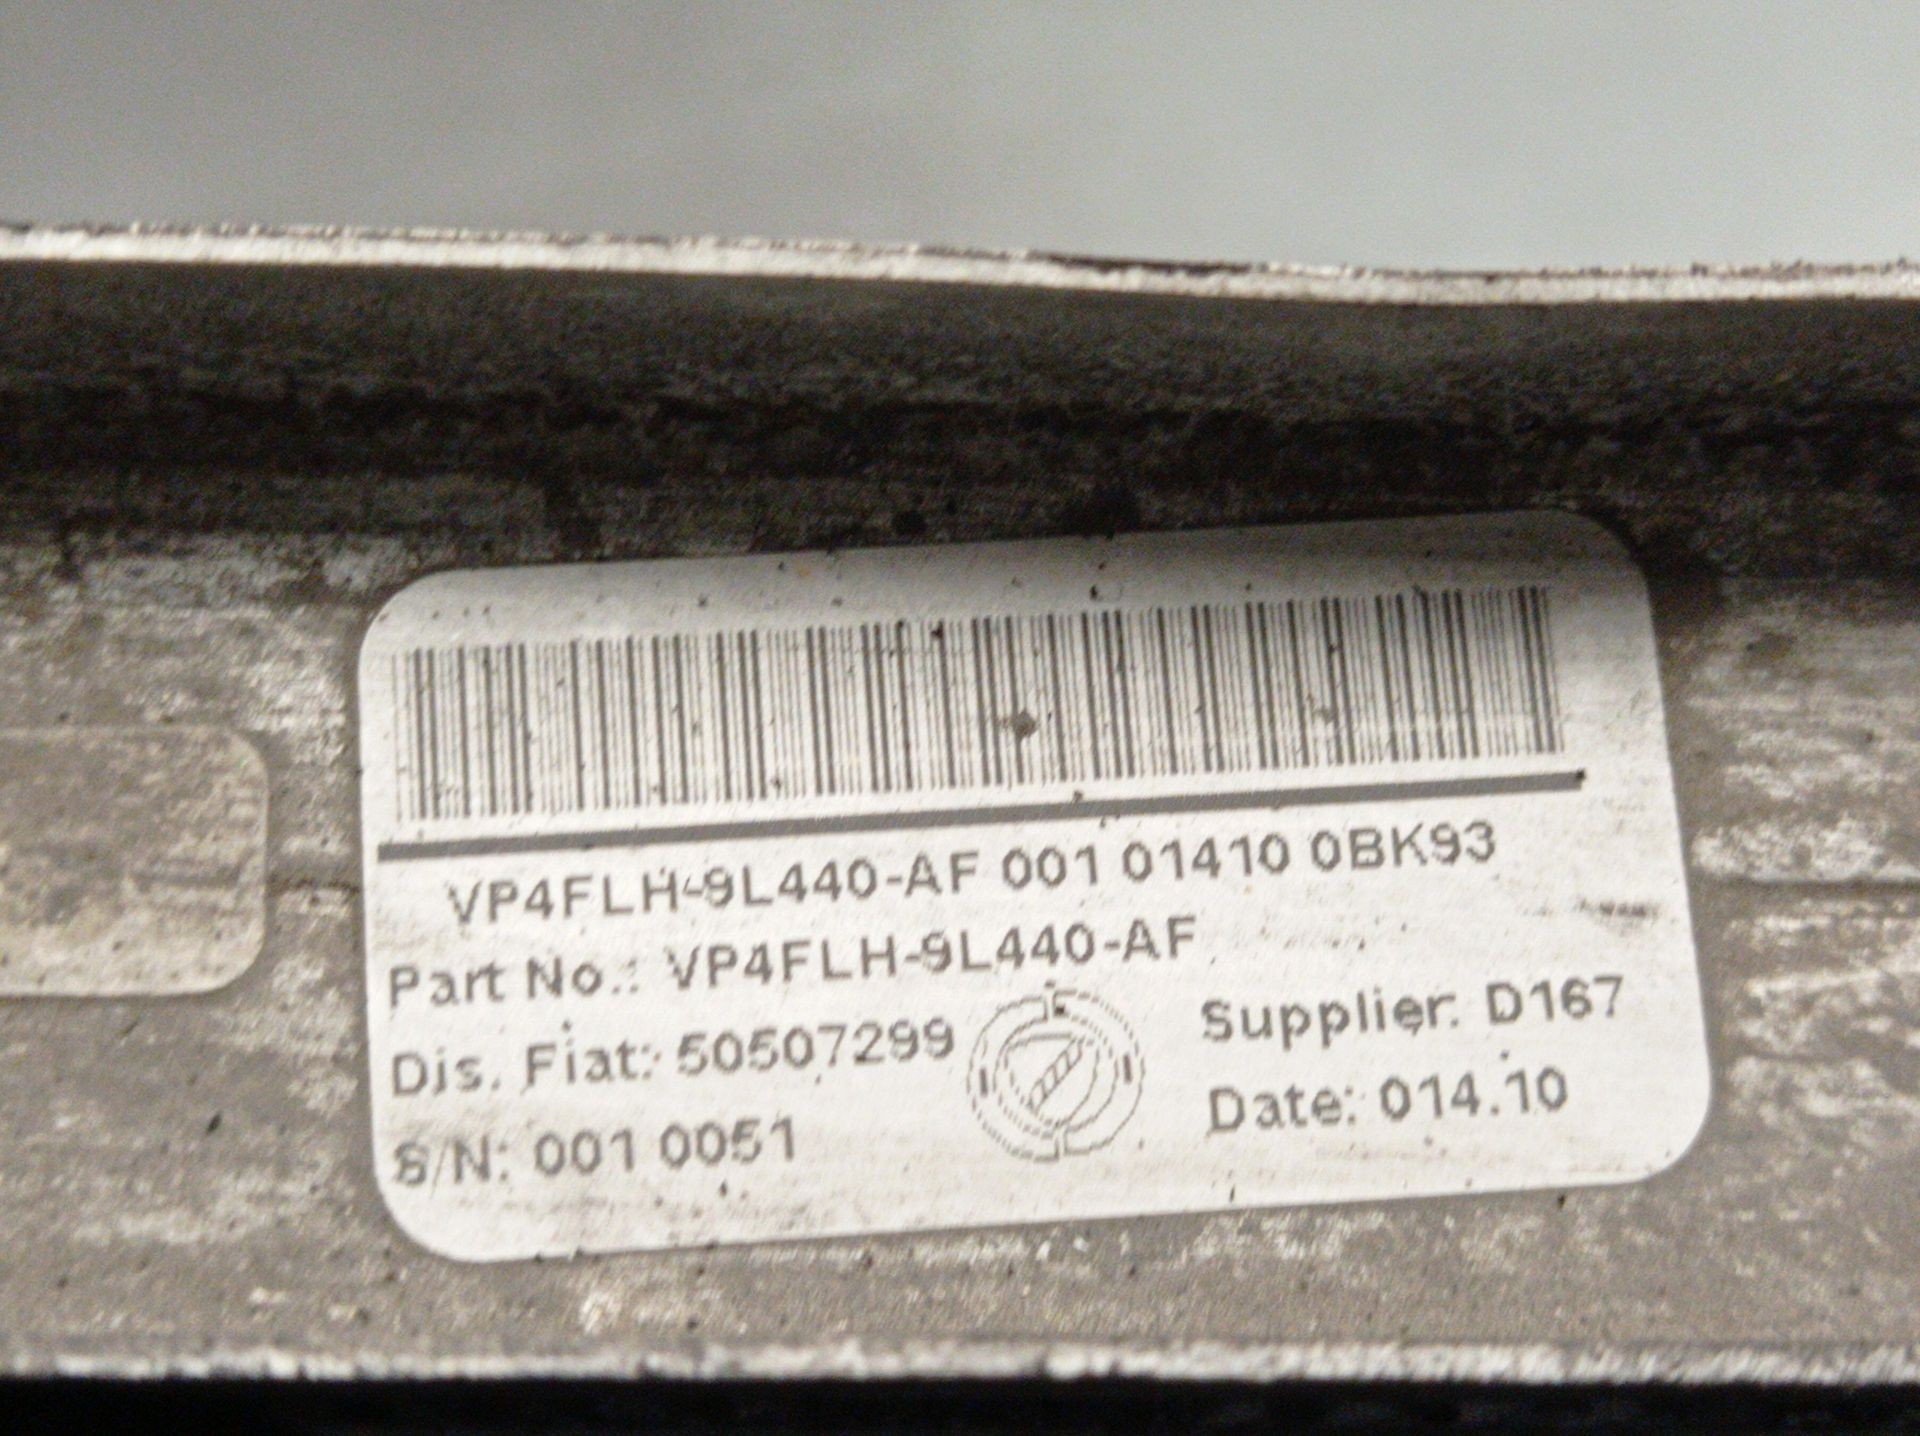 VP4FLH-9L440-AF 001 01410 0BK93
Part No.: VP4FLH-9L440-AF
Dis. Fiat: 50507299
Supplier: D167
S/N: 001 0051
Date: 014.10